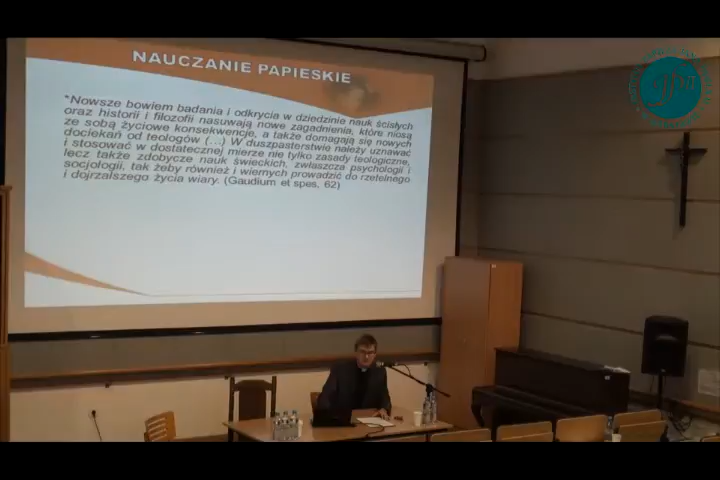 NAUCZANIE PAPIESKIE
"Nowsze bowiem badania i odkrycia w dziedzinie nauk ścisłych
oraz historii i filozofii nasuwają nowe zagadnienia, które niosą
ze sobą życiowe konsekwencje, a także domagają się nowych
dociekań od teologów (…) W duszpasterstwie należy uznawać
i stosować w dostatecznej mierze nie tylko zasady teologiczne,
lecz także zdobycze nauk świeckich, zwłaszcza psychologii i
socjologii, tak żeby również i wiernych prowadzić do rzetelnego
i dojrzalszego życia wiary. (Gaudium et spes, 62)